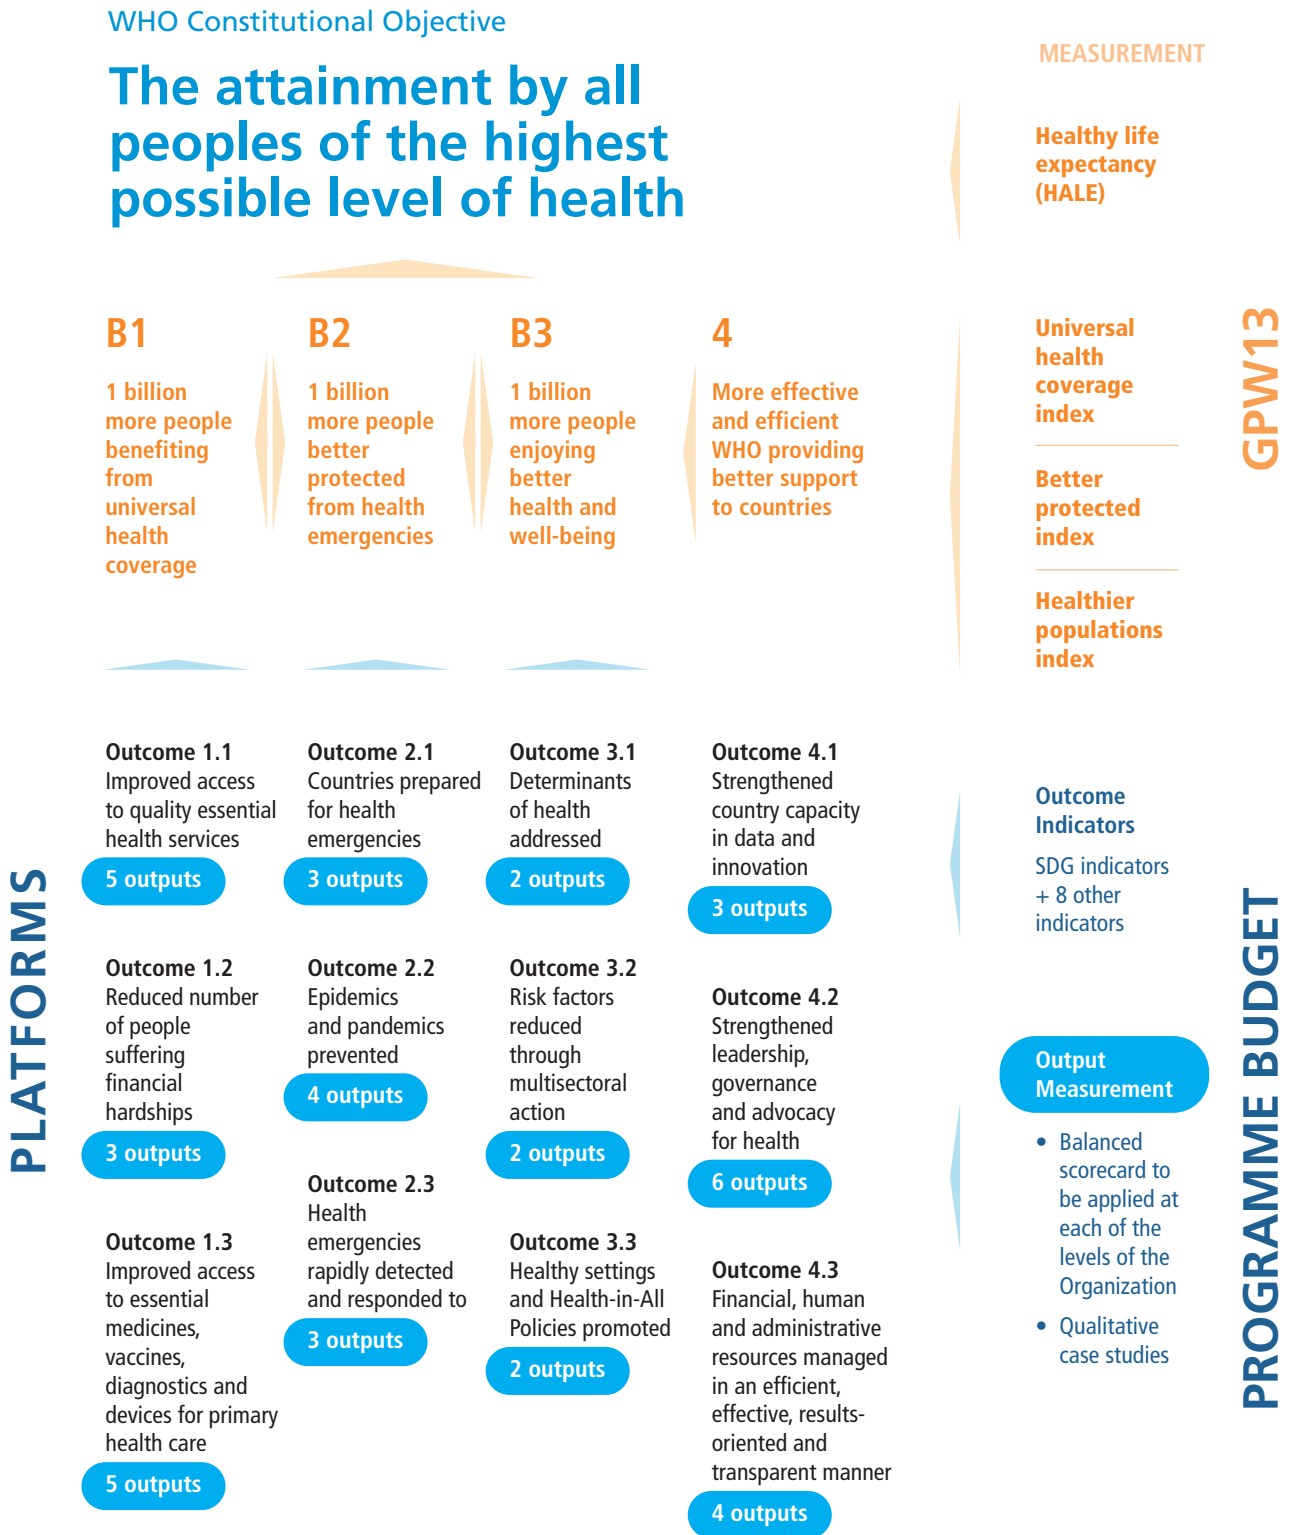 WHO Constitutional Objective
The attainment by all
peoples of the highest
possible level of health
MEASUREMENT
Healthy life
expectancy
(HALE)
B1
1 billion
more people
benefiting
from
universal
health
coverage
B2
1 billion
more people
better
protected
from health
emergencies
B3
1 billion
more people
enjoying
better
health and
well-being
4
More effective
and efficient
WHO providing
better support
to countries
Universal
health
coverage
index
Better
protected
index
Healthier
populations
index
GPW13
PLATFORMS
Outcome 1.1
Improved access
to quality essential
health services
5 outputs
Outcome 1.2
Reduced number
of people
suffering
financial
hardships
3 outputs
Outcome 1.3
Improved access
to essential
medicines,
vaccines,
diagnostics and
devices for primary
health care
5 outputs
Outcome 2.1
Countries prepared
for health
emergencies
3 outputs
Outcome 2.2
Epidemics
and pandemics
prevented
4 outputs
Outcome 2.3
Health
emergencies
rapidly detected
and responded to
3 outputs
Outcome 3.1
Determinants
of health
addressed
2 outputs
Outcome 3.2
Risk factors
reduced
through
multisectoral
action
2 outputs
Outcome 3.3
Healthy settings
and Health-in-All
Policies promoted
2 outputs
Outcome 4.1
Strengthened
country capacity
in data and
innovation
3 outputs
Outcome 4.2
Strengthened
leadership,
governance
and advocacy
for health
6 outputs
Outcome 4.3
Financial, human
and administrative
resources managed
in an efficient,
effective, results-
oriented and
transparent manner
4 outputs
Outcome
Indicators
SDG indicators
+ 8 other
indicators
Output
Measurement
• Balanced
scorecard to
be applied at
each of the
levels of the
Organization
• Qualitative
case studies
PROGRAMME BUDGET